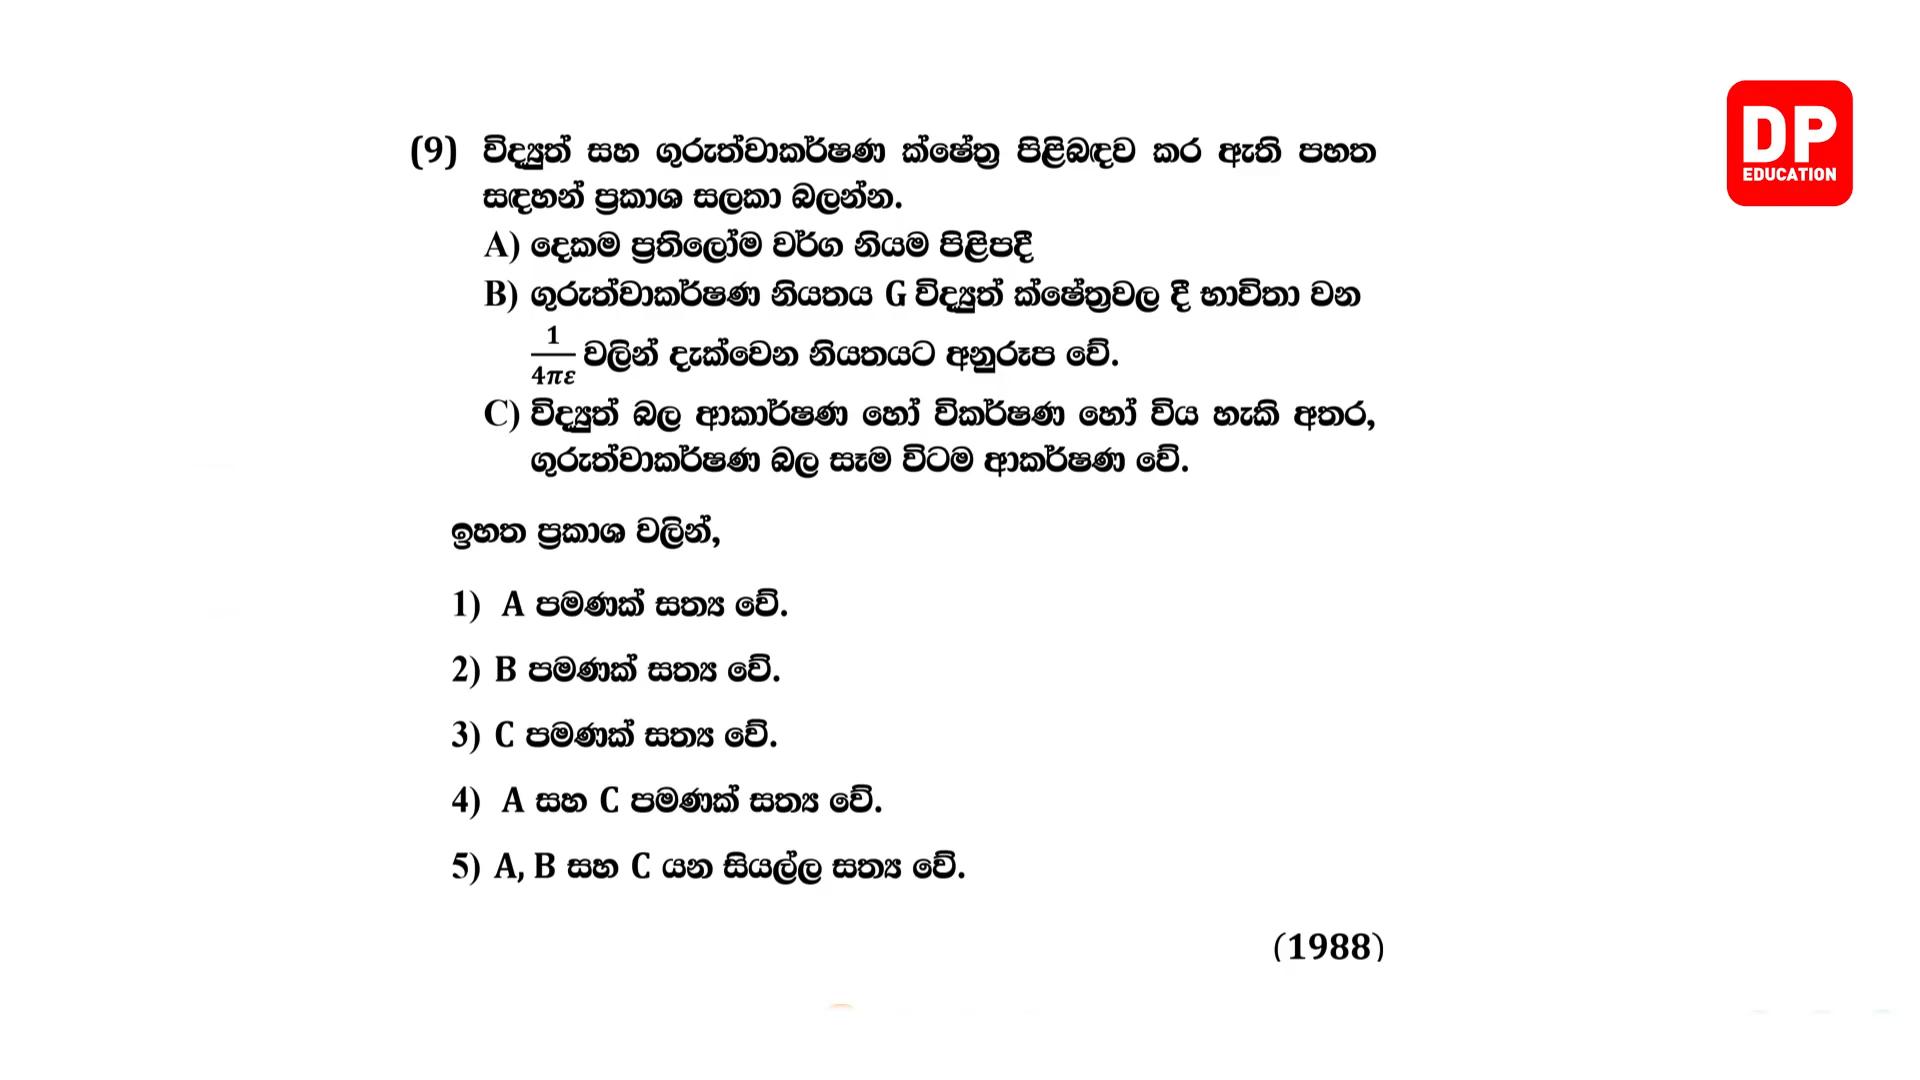 DP
EDUCATION
(9) විද්‍යුත් සහ ගුරුත්වාකර්ෂණ ක්ෂේත්‍ර පිළිබඳව කර ඇති පහත
සඳහන් ප්‍රකාශ සලකා බලන්න.
A) දෙකම ප්‍රතිලෝම වර්ග නියම පිළිපදී
B) ගුරුත්වාකර්ෂණ නියතය G විද්‍යුත් ක්ෂේත්‍රවල දී භාවිතා වන
1/4πε වලින් දැක්වෙන නියතයට අනුරූප වේ.
C) විද්‍යුත් බල ආකාර්ෂණ හෝ විකර්ෂණ හෝ විය හැකි අතර,
ගුරුත්වාකර්ෂණ බල සෑම විටම ආකර්ෂණ වේ.
ඉහත ප්‍රකාශ වලින්,
1) A පමණක් සත්‍ය වේ.
2) B පමණක් සත්‍ය වේ.
3) C පමණක් සත්‍ය වේ.
4) A සහ C පමණක් සත්‍ය වේ.
5) A, B සහ C යන සියල්ල සත්‍ය වේ.
(1988)